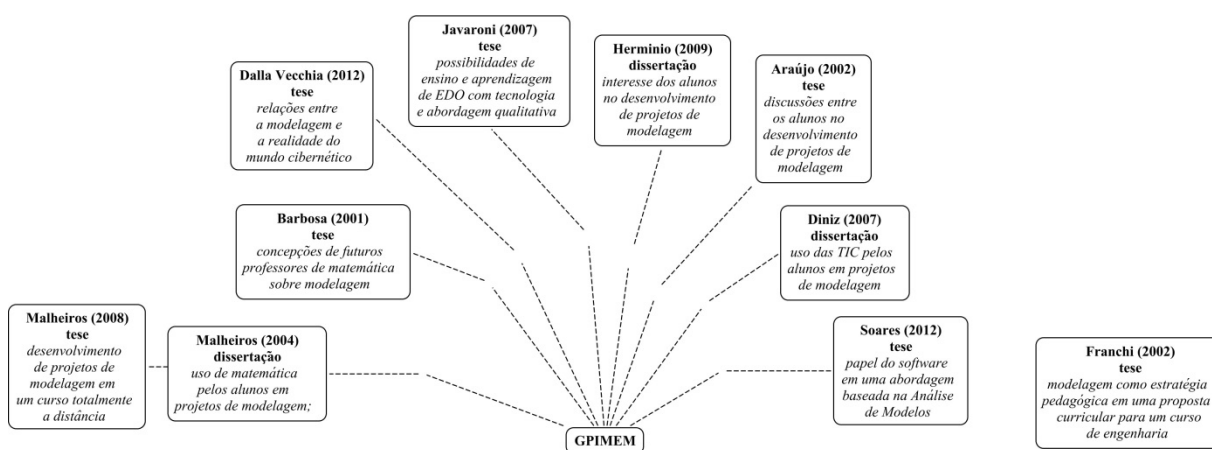 Javaroni (2007)
tese
possibilidades de
ensino e aprendizagem
de EDO com tecnologia
e abordagem qualitativa
Herminio (2009)
dissertação
interesse dos alunos
no desenvolvimento
de projetos de
modelagem
Dalla Vecchia (2012)
tese
relações entre
a modelagem e
a realidade do
mundo cibernético
Araújo (2002)
tese
discussões entre
os alunos no
desenvolvimento
de projetos de
modelagem
Barbosa (2001)
tese
concepções de futuros
professores de matemática
sobre modelagem
Diniz (2007)
dissertação
uso das TIC pelos
alunos em projetos
de modelagem
Malheiros (2008)
tese
desenvolvimento
de projetos de
modelagem em
um curso totalmente
a distância
Malheiros (2004)
dissertação
uso de matemática
pelos alunos em
projetos de modelagem;
Soares (2012)
tese
papel do software
em uma abordagem
baseada na Análise
de Modelos
Franchi (2002)
tese
modelagem como estratégia
pedagógica em uma proposta
curricular para um curso
de engenharia
GPIMEM